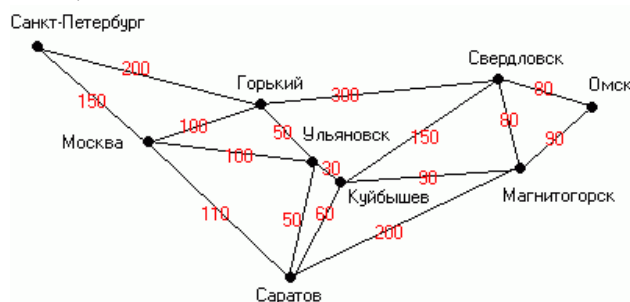 Санкт-Петербург
Свердловск
200
Горький
300
80
Омск
150
100
50
Ульяновск
150
80
90
Москва
100
30
Куйбышев
90
Магнитогорск
110
50
60
200
Саратов